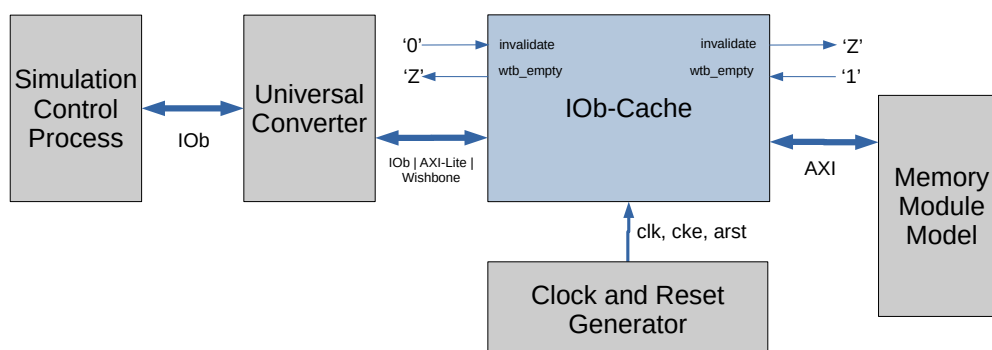 Simulation
Control
Process
IOb
Universal
Converter
IOb | AXI-Lite |
Wishbone
‘0’
‘Z’
invalidate
wtb_empty
IOb-Cache
invalidate
wtb_empty
‘Z’
‘1’
AXI
Memory
Module
Model
clk, cke, arst
Clock and Reset
Generator